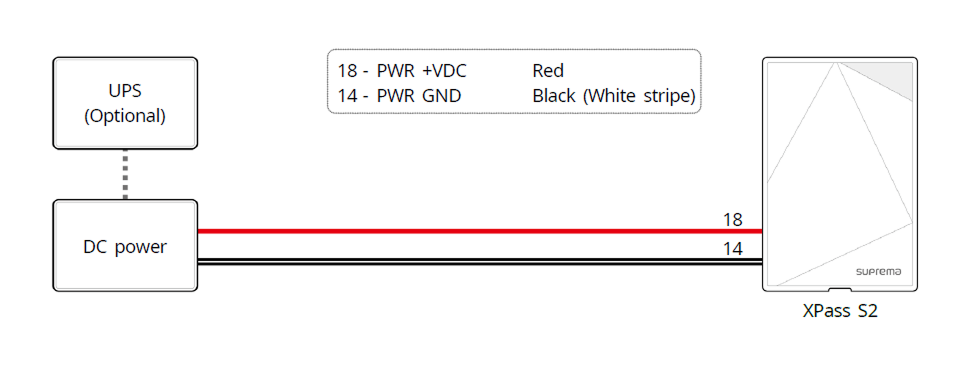 UPS
(Optional)
18 - PWR +VDC Red
14 - PWR GND Black (White stripe)
DC power
18
14
suprema
XPass S2